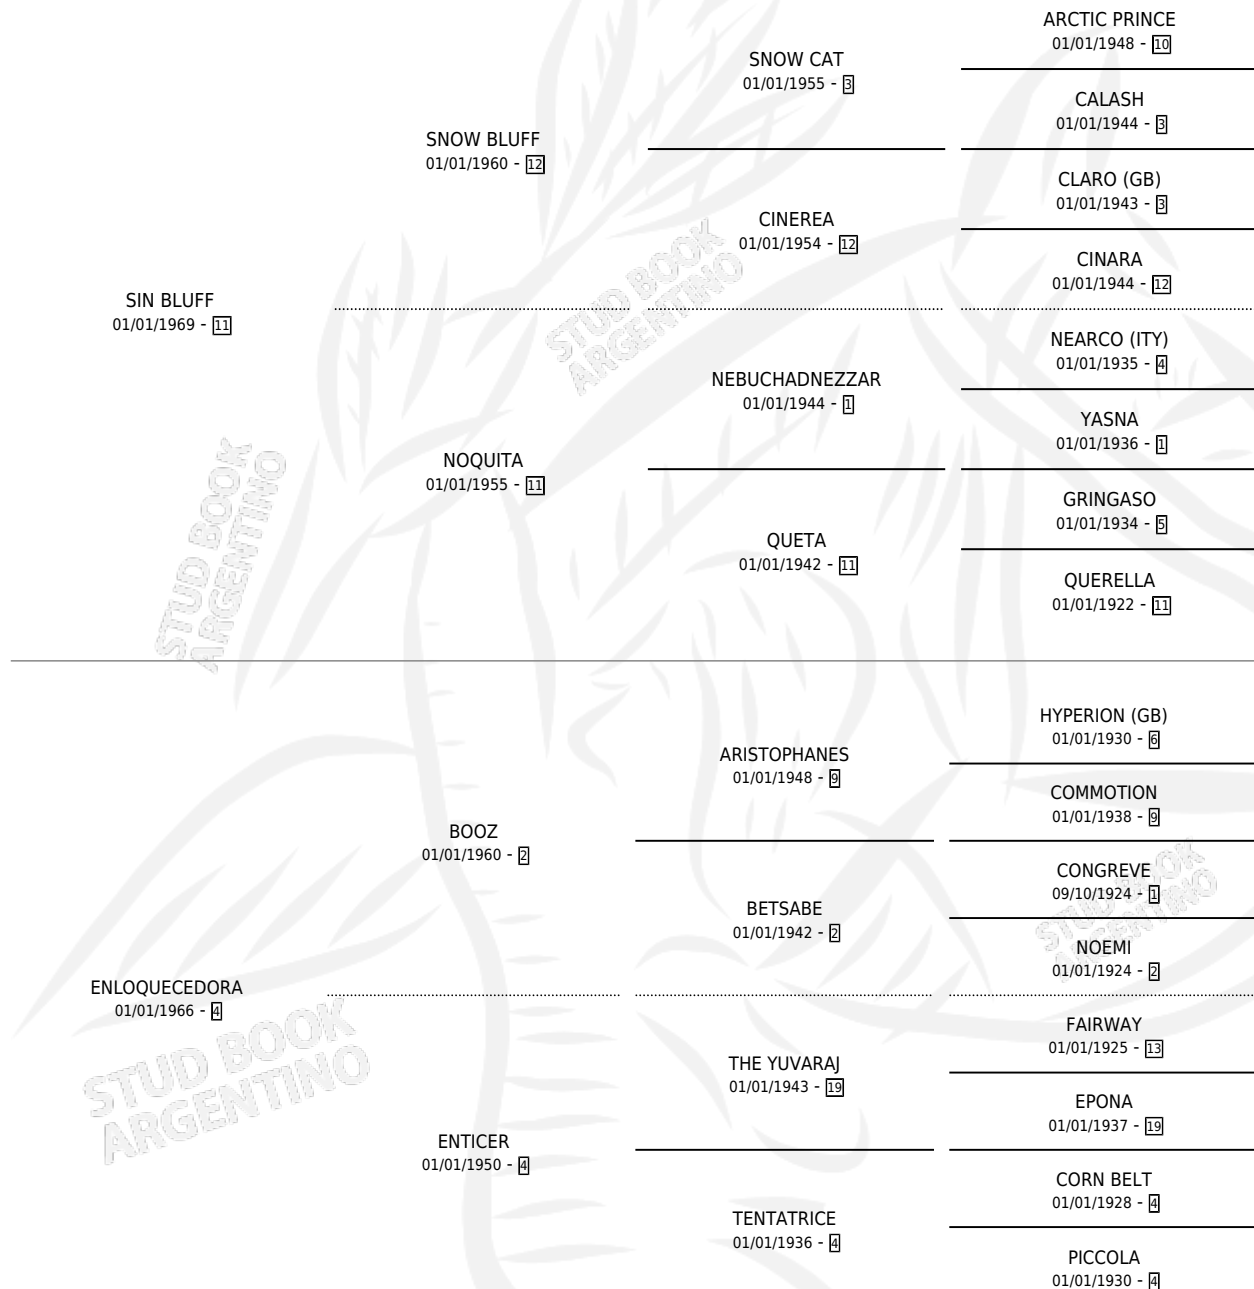 ARCTIC PRINCE
01/01/1948 - 10
SNOW CAT
01/01/1955 - 3
CALASH
01/01/1944 - 3
SNOW BLUFF
01/01/1960 - 12
CLARO (GB)
01/01/1943 - 3
CINEREA
01/01/1954 - 12
CINARA
01/01/1944 - 12
SIN BLUFF
01/01/1969 - 11
STUD BOOK
ARGENTINO
NEARCO (ITY)
01/01/1935 - 4
NEBUCHADNEZZAR
01/01/1944 - 1
YASNA
01/01/1936 - 1
NOQUITA
01/01/1955 - 11
GRINGASO
01/01/1934 - 5
QUETA
01/01/1942 - 11
QUERELLA
01/01/1922 - 11
STUD BOOK
ARGENTINO
HYPERION (GB)
01/01/1930 - 6
ARISTOPHANES
01/01/1948 - 9
COMMOTION
01/01/1938 - 9
BOOZ
01/01/1960 - 2
CONGREVE
09/10/1924 - 1
BETSABE
01/01/1942 - 2
STUD BOOK
ARGENTINO
NOEMI
01/01/1924 - 2
ENLOQUECEDORA
01/01/1966 - 4
STUD BOOK
ARGENTINO
FAIRWAY
01/01/1925 - 13
THE YUVARAJ
01/01/1943 - 19
EPONA
01/01/1937 - 19
ENTICER
01/01/1950 - 4
CORN BELT
01/01/1928 - 4
TENTATRICE
01/01/1936 - 4
PICCOLA
01/01/1930 - 4